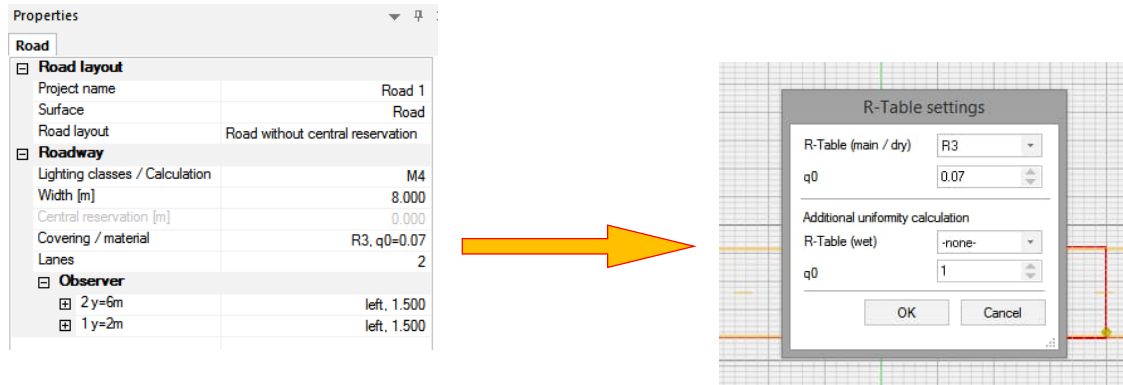 Properties
Road
Road layout
Project name Road 1
Surface Road
Road layout Road without central reservation
Roadway
Lighting classes / Calculation M4
Width [m] 8.000
Central reservation [m] 0.000
Covering / material R3, q0=0.07
Lanes 2
Observer
2 y=6m left, 1.500
1 y=2m left, 1.500
R-Table settings
R-Table (main / dry) R3
q0 0.07
Additional uniformity calculation
R-Table (wet) -none-
q0 1
OK Cancel